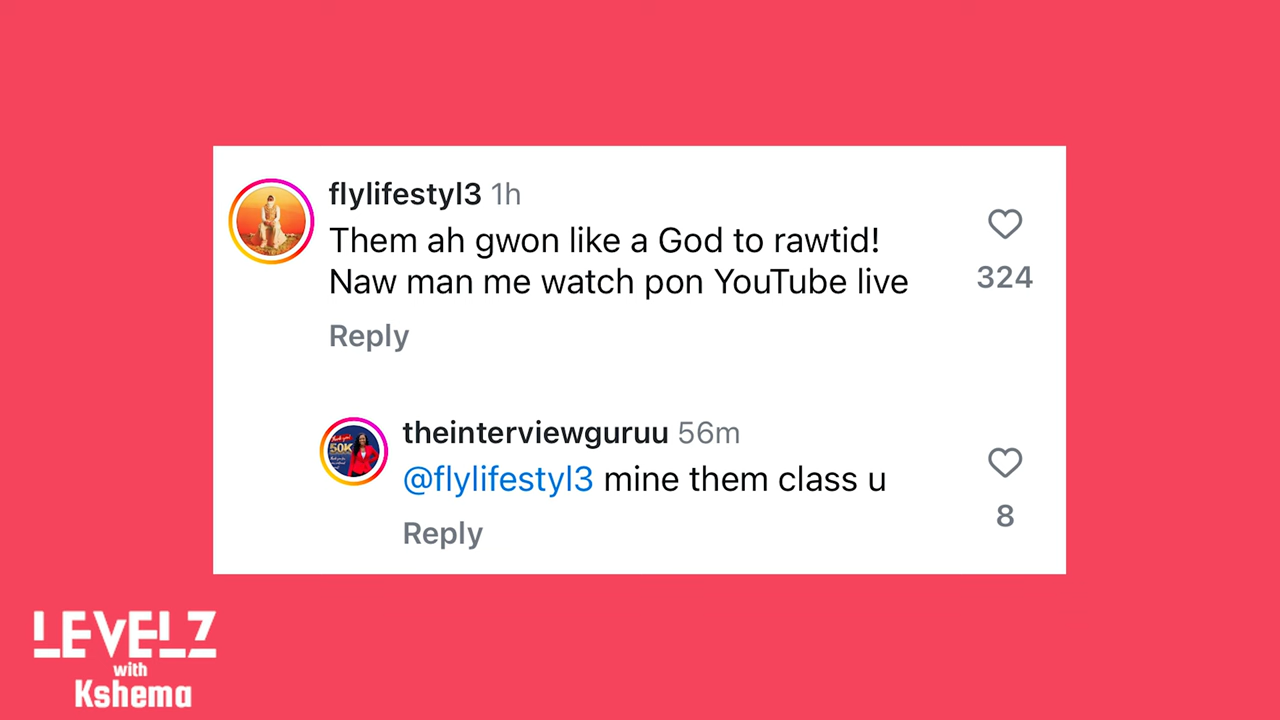 flylifestyl3 1h
Them ah gwon like a God to rawtid!
Naw man me watch pon YouTube live
324
Reply
50K
theinterviewguruu 56m
@flylifestyl3 mine them class u
8
Reply
LEVELZ
with
Kshema